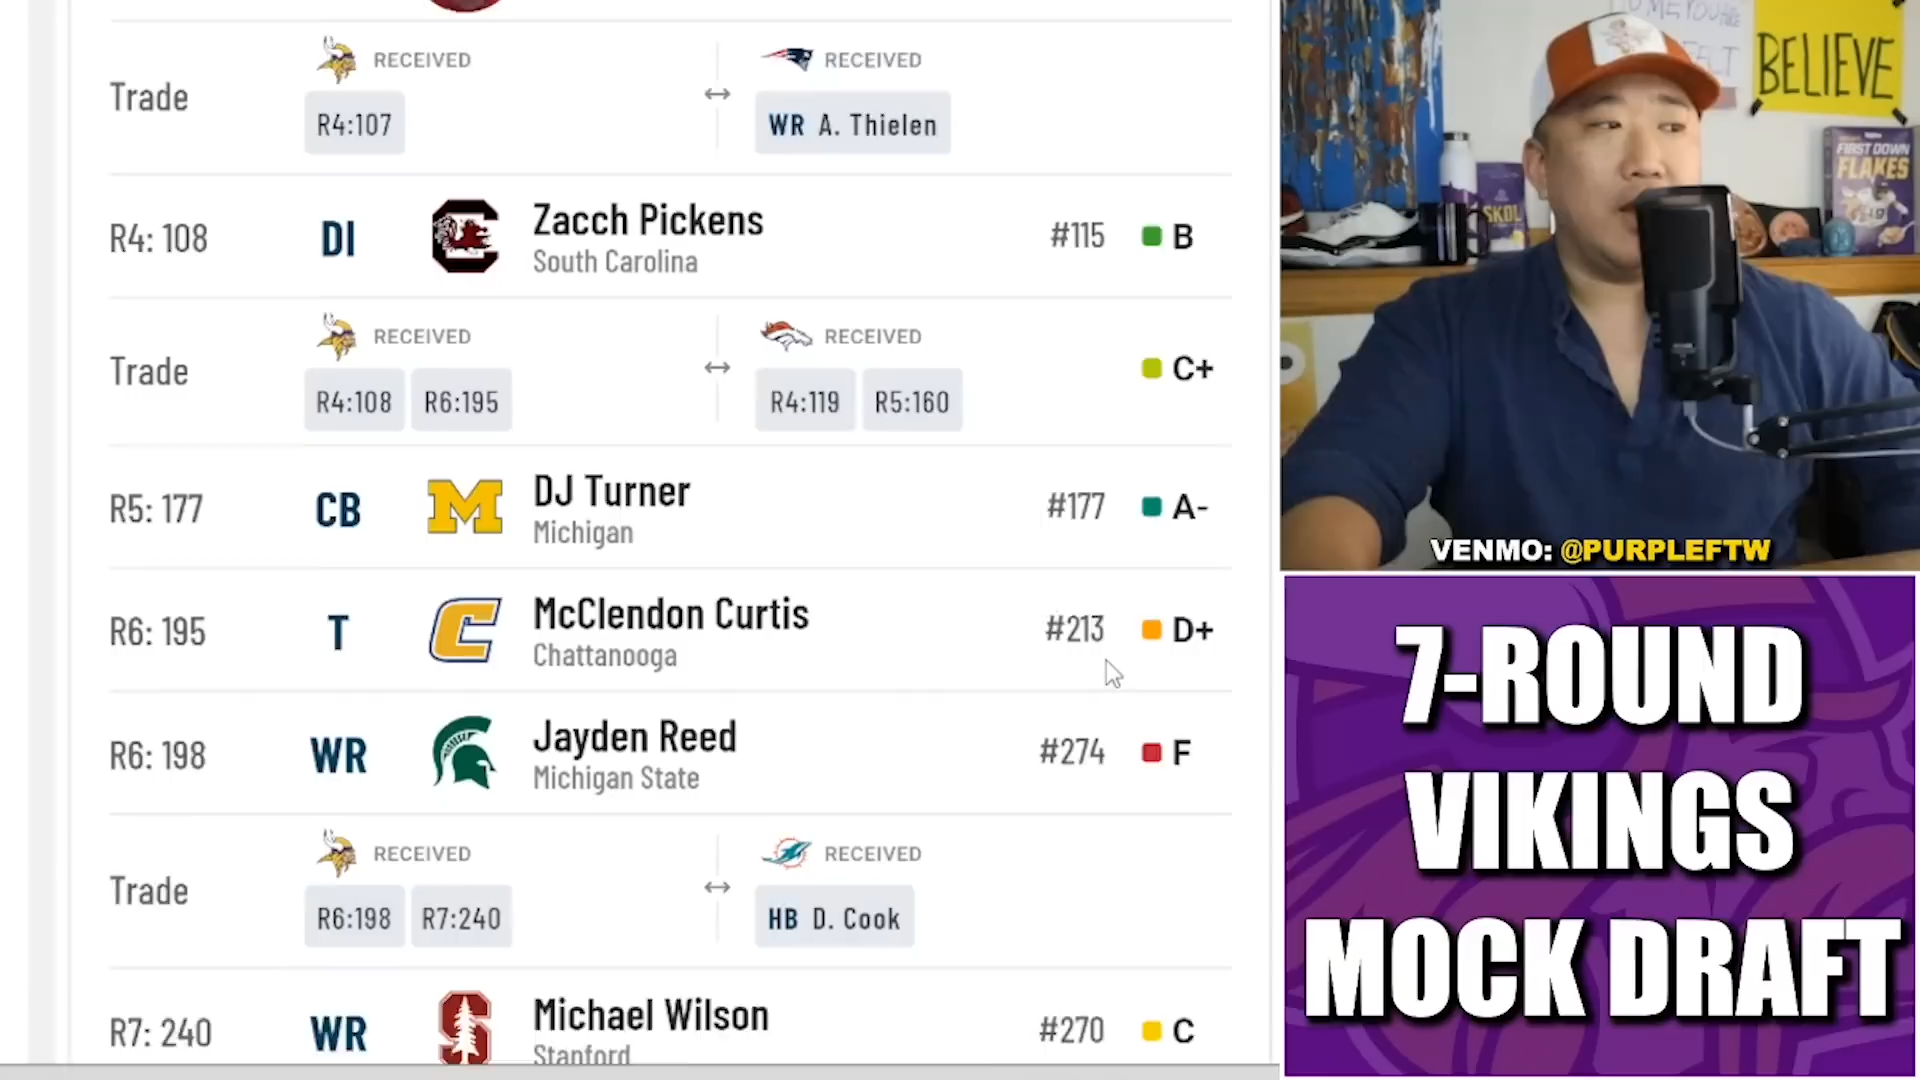 RECEIVED
RECEIVED
Trade
R4:107
↔
WR A. Thielen
R4: 108
DI
Zacch Pickens
South Carolina
#115
B
RECEIVED
RECEIVED
Trade
R4:108
R6:195
↔
R4:119
R5:160
C+
R5: 177
CB
M
DJ Turner
Michigan
#177
A-
R6: 195
T
C
McClendon Curtis
Chattanooga
#213
D+
R6: 198
WR
Jayden Reed
Michigan State
#274
F
RECEIVED
RECEIVED
Trade
R6:198
R7:240
↔
HB D. Cook
R7: 240
WR
S
Michael Wilson
Stanford
#270
C
BELIEVE
FIRST DOWN
FLAKES
SKOL
VENMO: @PURPLEFTW
7-ROUND
VIKINGS
MOCK DRAFT